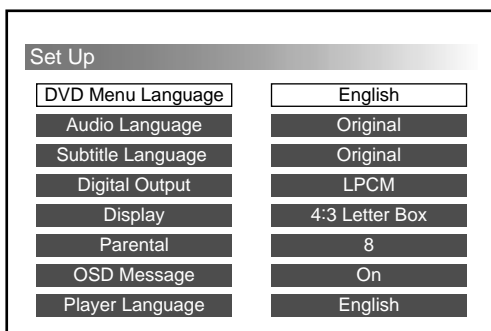 Set Up
DVD Menu Language English
Audio Language Original
Subtitle Language Original
Digital Output LPCM
Display 4:3 Letter Box
Parental 8
OSD Message On
Player Language English